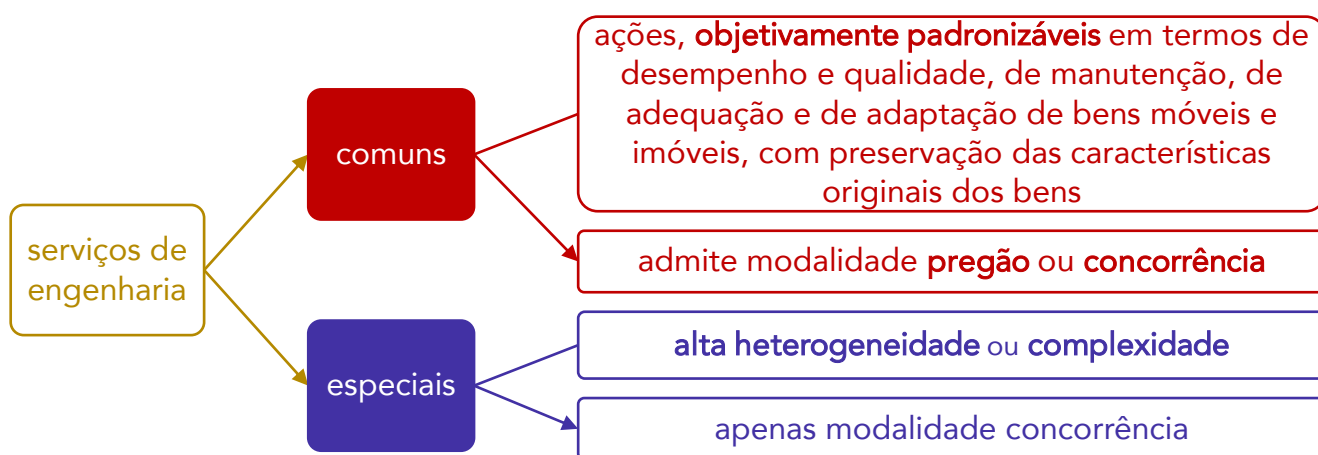 ações, objetivamente padronizáveis em termos de
desempenho e qualidade, de manutenção, de
adequação e de adaptação de bens móveis e
imóveis, com preservação das características
originais dos bens
comuns
admite modalidade pregão ou concorrência
serviços de
engenharia
alta heterogeneidade ou complexidade
especiais
apenas modalidade concorrência